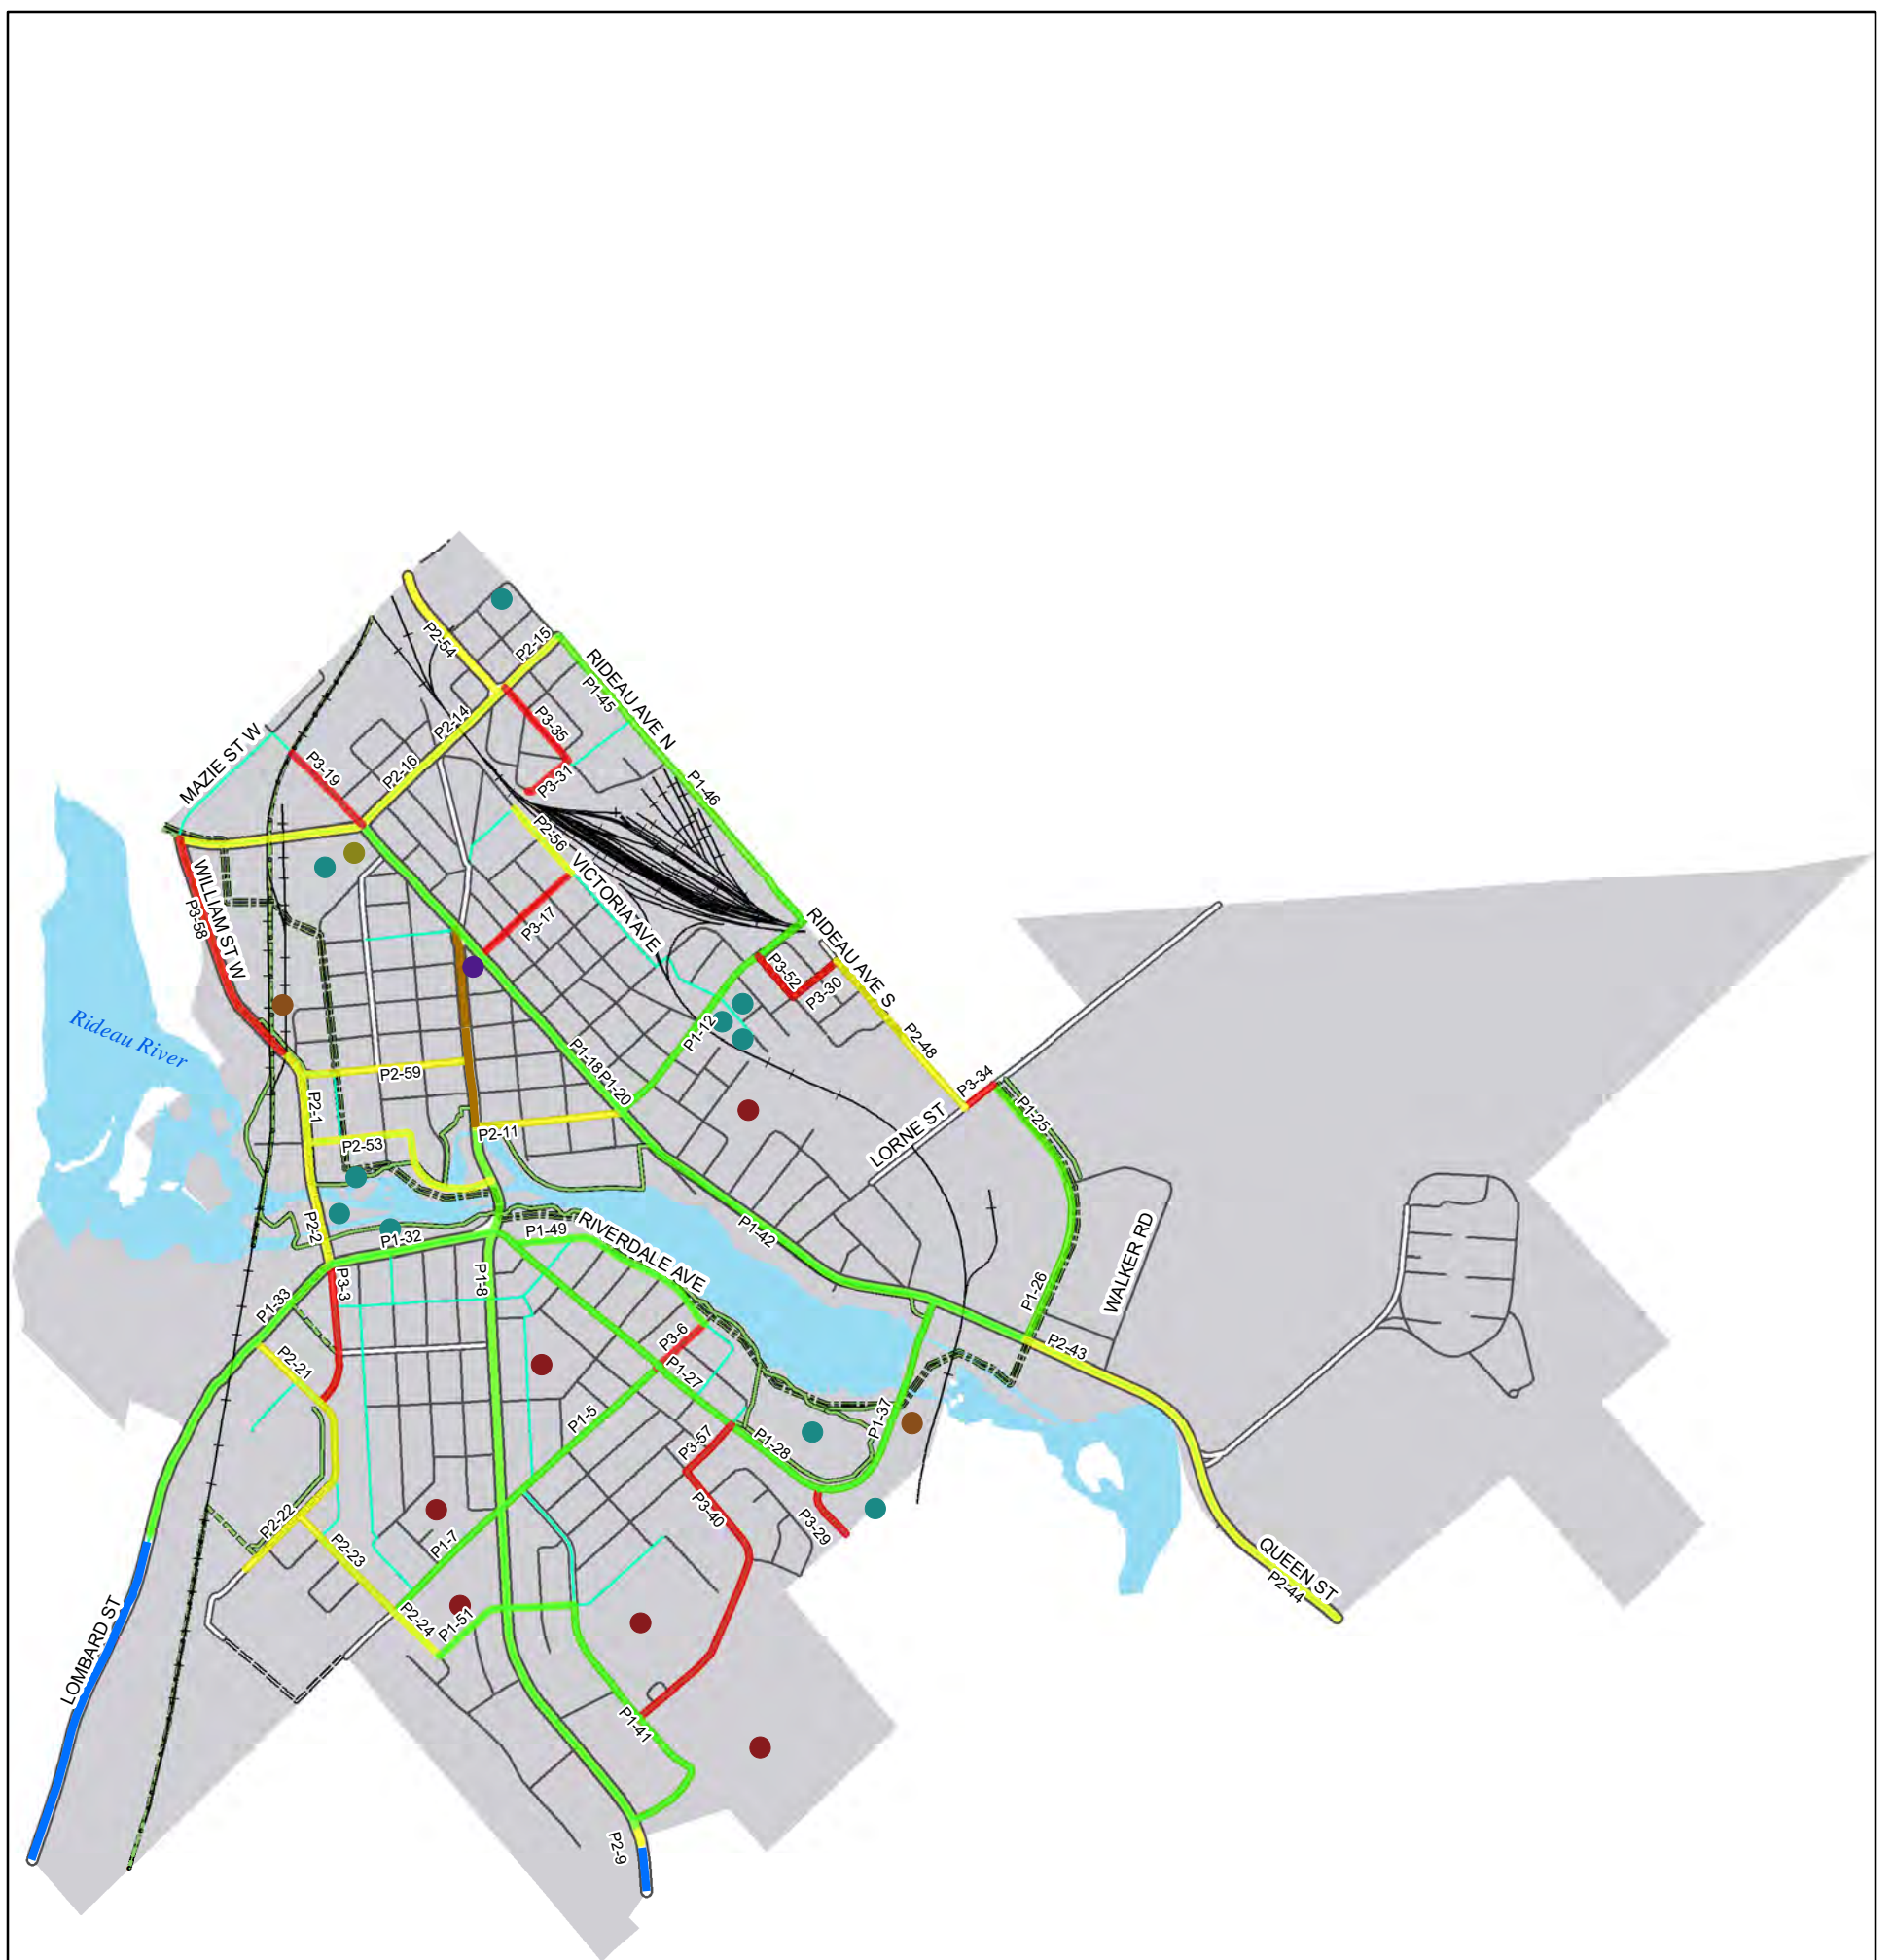 P2-54
P2-15
RIDEAU AVE N
P1-45
P2-14
P3-35
MAZIE ST W
P3-19
P2-16
P3-31
P1-46
P2-56
VICTORIA AVE
WILLIAM ST W
P3-58
P3-17
RIDEAU AVE S
P3-52
P3-30
Rideau River
P1-12
P2-48
P1-18
P1-20
P2-59
P3-34
P2-1
P1-25
P2-11
P2-53
LORNE ST
P2-2
P1-32
P1-49
RIVERDALE AVE
P1-42
WALKER RD
P3-3
P1-8
P1-33
P1-26
P3-6
P2-43
P2-21
P1-27
P1-5
P1-37
P3-57
P1-28
P3-40
P3-29
P2-22
P2-23
P1-7
QUEEN ST
P2-44
LOMBARD ST
P2-24
P1-51
P1-41
P2-9